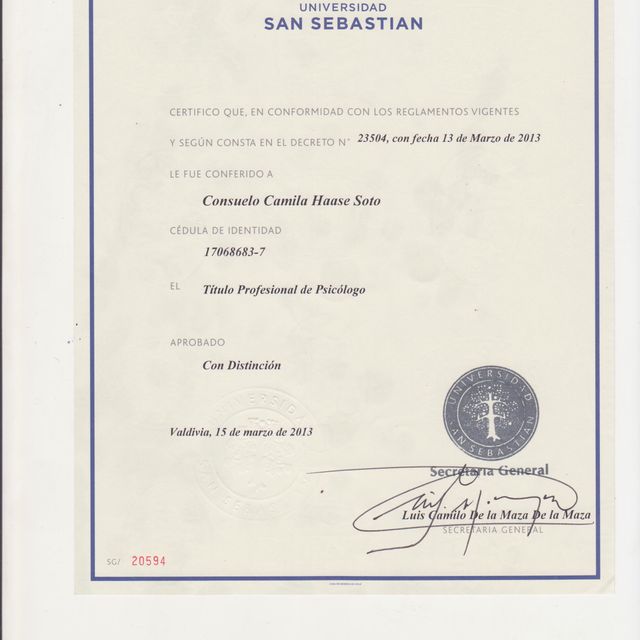 UNIVERSIDAD
SAN SEBASTIAN
CERTIFICO QUE, EN CONFORMIDAD CON LOS REGLAMENTOS VIGENTES
Y SEGÚN CONSTA EN EL DECRETO N° 23504, con fecha 13 de Marzo de 2013
LE FUE CONFERIDO A
Consuelo Camila Haase Soto
CÉDULA DE IDENTIDAD
17068683-7
EL Título Profesional de Psicólogo
APROBADO
Con Distinción
UNIVERSIDAD
SAN SEBASTIAN
Valdivia, 15 de marzo de 2013
Secretaria General
Luis Camilo De la Maza De la Maza
SECRETARIA GENERAL
SG/ 20594